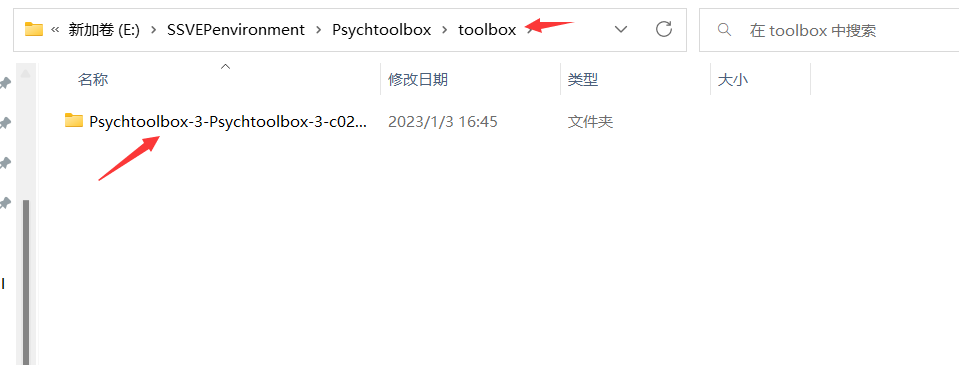 « 新加卷 (E:) > SSVEPenvironment > Psychtoolbox > toolbox >
在 toolbox 中搜索
名称 修改日期 类型 大小
Psychtoolbox-3-Psychtoolbox-3-c02... 2023/1/3 16:45 文件夹